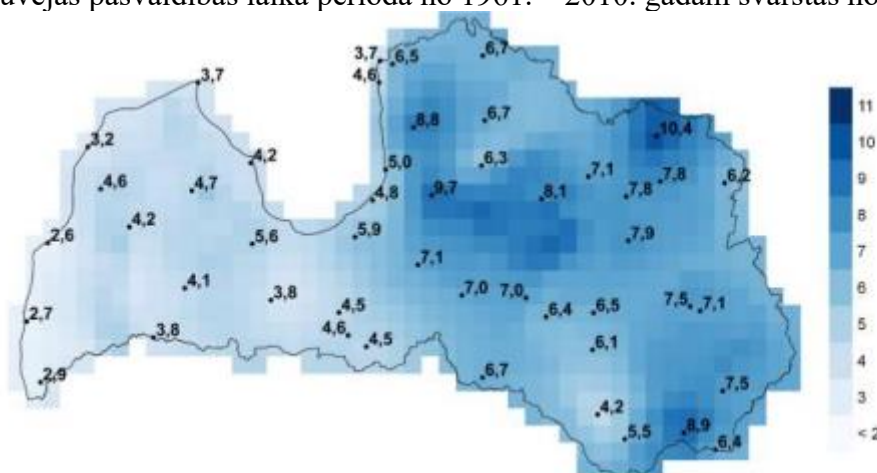 uvējās pašvaldībās laika periodā no 1961. – 2010. gadam svārstās no
6,7
3,7 6,5
3,7 4,6
11
8,8 6,7 10,4
10
3,2 4,2 5,0 6,3 7,1 7,8 6,2
9
4,6 4,7 4,8 9,7 8,1 7,8
8
4,2 7,9
2,6 5,6 5,9
7
7,1
4,1 3,8 7,0 7,0 7,5 7,1
6
2,7 4,5 6,4 6,5
5
3,8 4,6 4,5 6,1
4
2,9 6,7 7,5
3
4,2
5,5 8,9 6,4
< 2